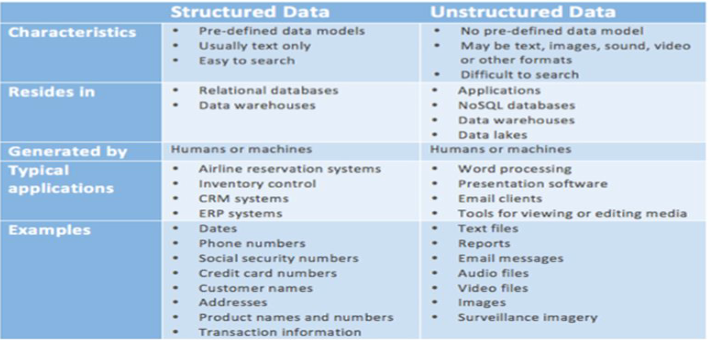 Structured Data Unstructured Data
Characteristics
• Pre-defined data models
• Usually text only
• Easy to search
• No pre-defined data model
• May be text, images, sound, video
or other formats
• Difficult to search
Resides in
• Relational databases
• Data warehouses
• Applications
• NoSQL databases
• Data warehouses
• Data lakes
Generated by
Humans or machines
Humans or machines
Typical
applications
• Airline reservation systems
• Inventory control
• CRM systems
• ERP systems
• Word processing
• Presentation software
• Email clients
• Tools for viewing or editing media
Examples
• Dates
• Phone numbers
• Social security numbers
• Credit card numbers
• Customer names
• Addresses
• Product names and numbers
• Transaction information
• Text files
• Reports
• Email messages
• Audio files
• Video files
• Images
• Surveillance imagery